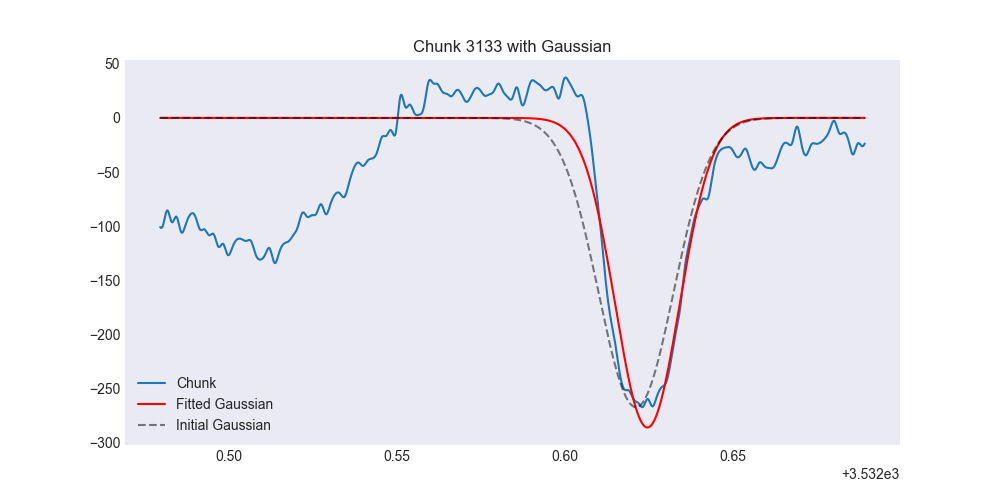 Chunk 3133 with Gaussian
50
0
−50
−100
−150
−200
−250
−300
Chunk
Fitted Gaussian
Initial Gaussian
0.50 0.55 0.60 0.65
+3.532e3